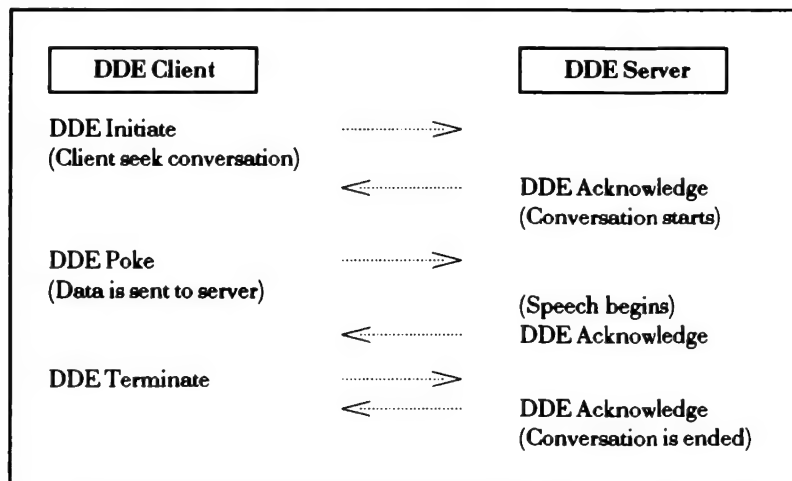 DDE Client
DDE Server
DDE Initiate
(Client seek conversation)
DDE Acknowledge
(Conversation starts)
DDE Poke
(Data is sent to server)
(Speech begins)
DDE Acknowledge
DDE Terminate
DDE Acknowledge
(Conversation is ended)